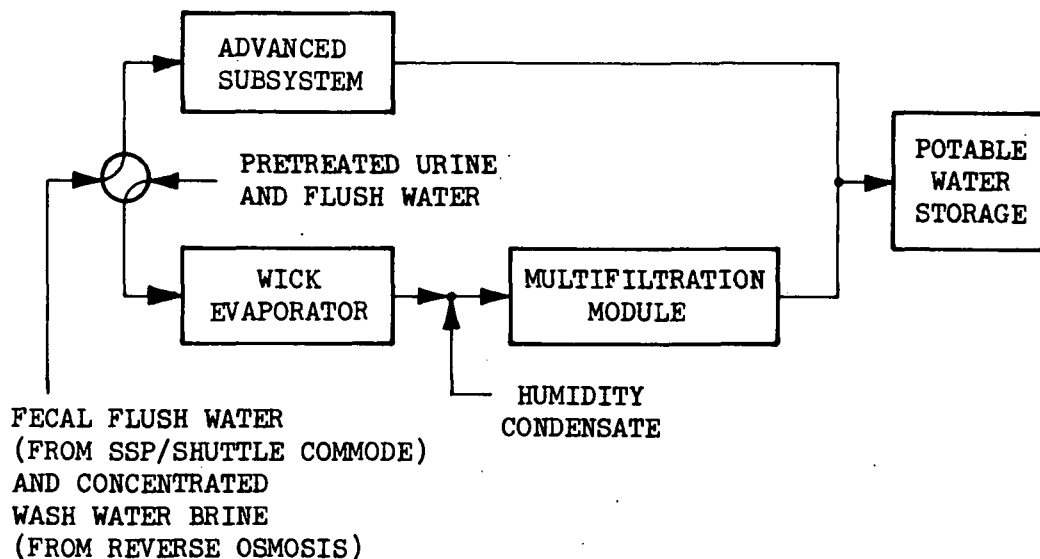 ADVANCED
SUBSYSTEM
PRETREATED URINE
AND FLUSH WATER
POTABLE
WATER
STORAGE
WICK
EVAPORATOR
MULTIFILTRATION
MODULE
HUMIDITY
CONDENSATE
FECAL FLUSH WATER
(FROM SSP/SHUTTLE COMMODE)
AND CONCENTRATED
WASH WATER BRINE
(FROM REVERSE OSMOSIS)